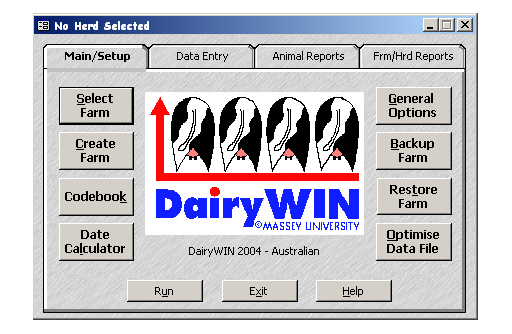 No Herd Selected
Main/Setup
Data Entry
Animal Reports
Frm/Hrd Reports
Select
Farm
Create
Farm
Codebook
Date
Calculator
DairyWIN
©MASSEY UNIVERSITY
DairyWIN 2004 - Australian
General
Options
Backup
Farm
Restore
Farm
Optimise
Data File
Run
Exit
Help